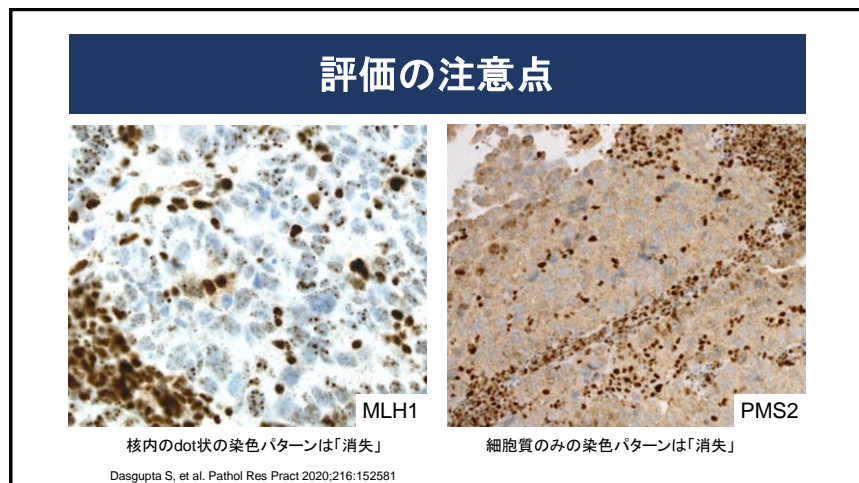 評価の注意点
MLH1
PMS2
核内のdot状の染色パターンは「消失」
細胞質のみの染色パターンは「消失」
Dasgupta S, et al. Pathol Res Pract 2020;216:152581